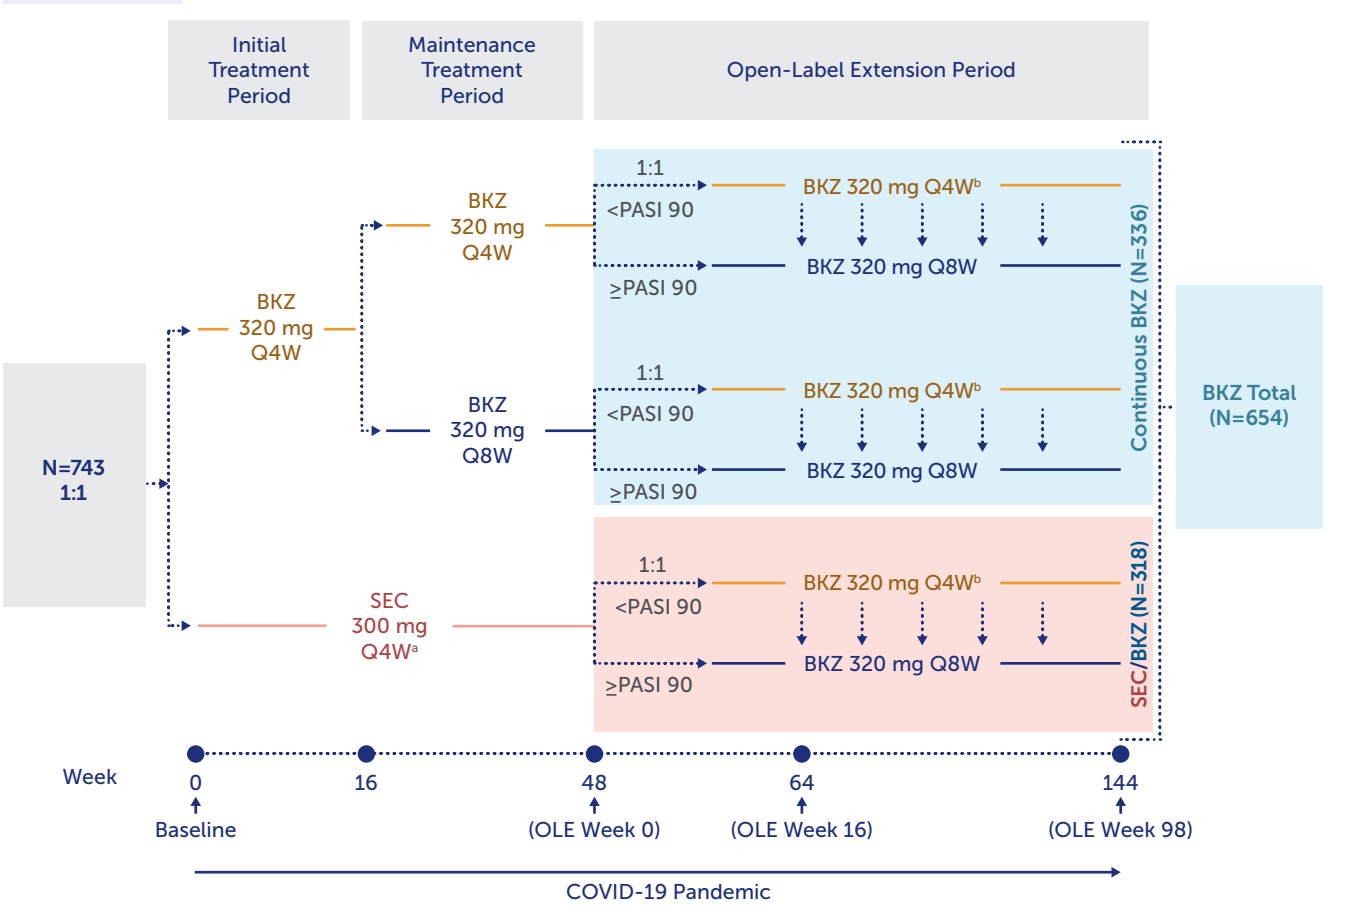 Initial
Treatment
Period
Maintenance
Treatment
Period
Open-Label Extension Period
N=743
1:1
BKZ
320 mg
Q4W
BKZ
320 mg
Q4W
BKZ
320 mg
Q8W
SEC
300 mg
Q4Wᵃ
1:1
<PASI 90
≥PASI 90
BKZ 320 mg Q4Wᵇ
BKZ 320 mg Q8W
1:1
<PASI 90
≥PASI 90
BKZ 320 mg Q4Wᵇ
BKZ 320 mg Q8W
Continuous BKZ (N=336)
1:1
<PASI 90
≥PASI 90
BKZ 320 mg Q4Wᵇ
BKZ 320 mg Q8W
SEC/BKZ (N=318)
BKZ Total
(N=654)
Week
0
16
48
64
144
Baseline
(OLE Week 0)
(OLE Week 16)
(OLE Week 98)
COVID-19 Pandemic